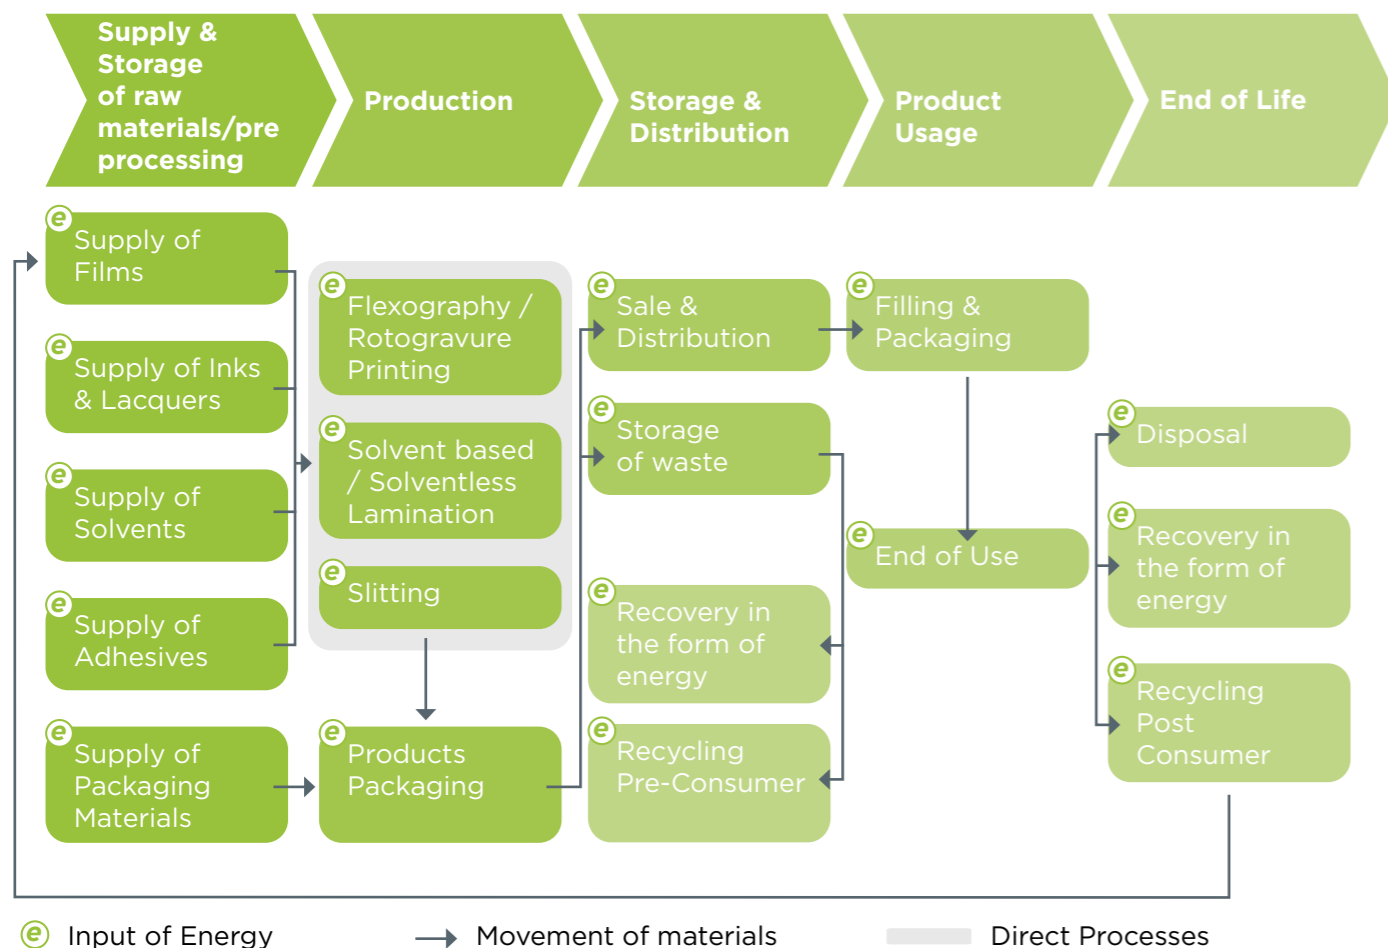 Supply &
Storage
of raw
materials/pre
processing
Production
Storage &
Distribution
Product
Usage
End of Life
e
Supply of
Films
e
Supply of Inks
& Lacquers
e
Supply of
Solvents
e
Supply of
Adhesives
e
Supply of
Packaging
Materials
e
Flexography /
Rotogravure
Printing
e
Solvent based
/ Solventless
Lamination
e
Slitting
e
Products
Packaging
e
Sale &
Distribution
e
Storage
of waste
e
Recovery in
the form of
energy
e
Recycling
Pre-Consumer
e
Filling &
Packaging
e
End of Use
e
Disposal
e
Recovery in
the form of
energy
e
Recycling
Post
Consumer
e Input of Energy
Movement of materials
Direct Processes